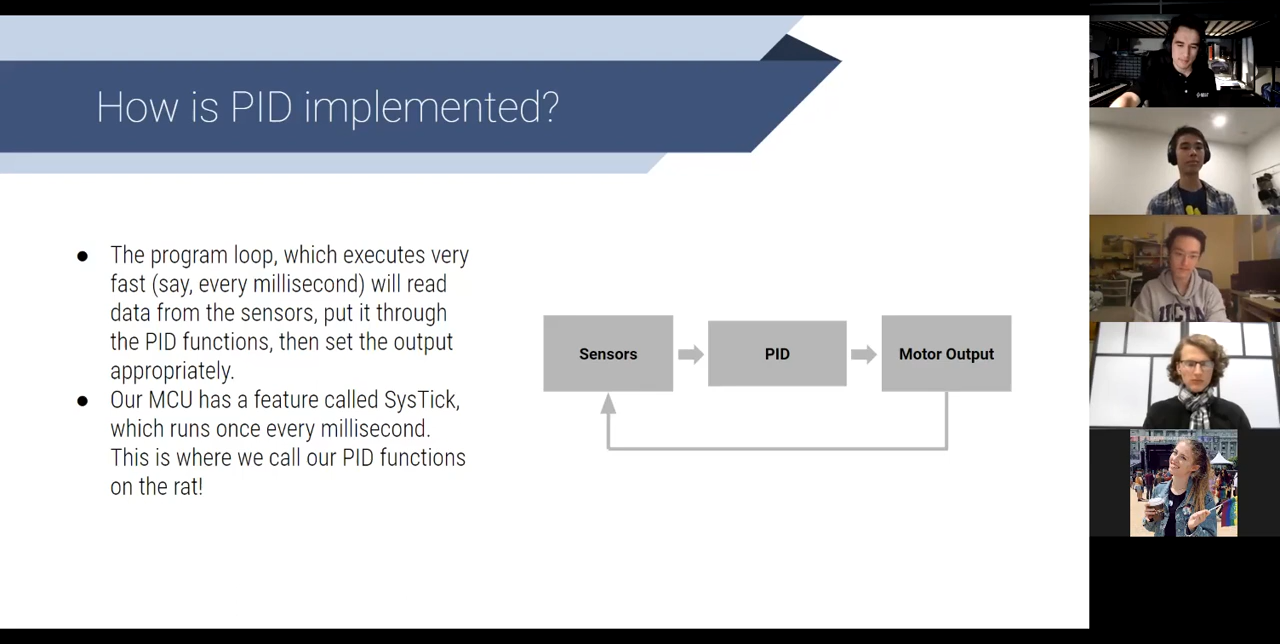 How is PID implemented?
● The program loop, which executes very
fast (say, every millisecond) will read
data from the sensors, put it through
the PID functions, then set the output
appropriately.
● Our MCU has a feature called SysTick,
which runs once every millisecond.
This is where we call our PID functions
on the rat!
Sensors
PID
Motor Output